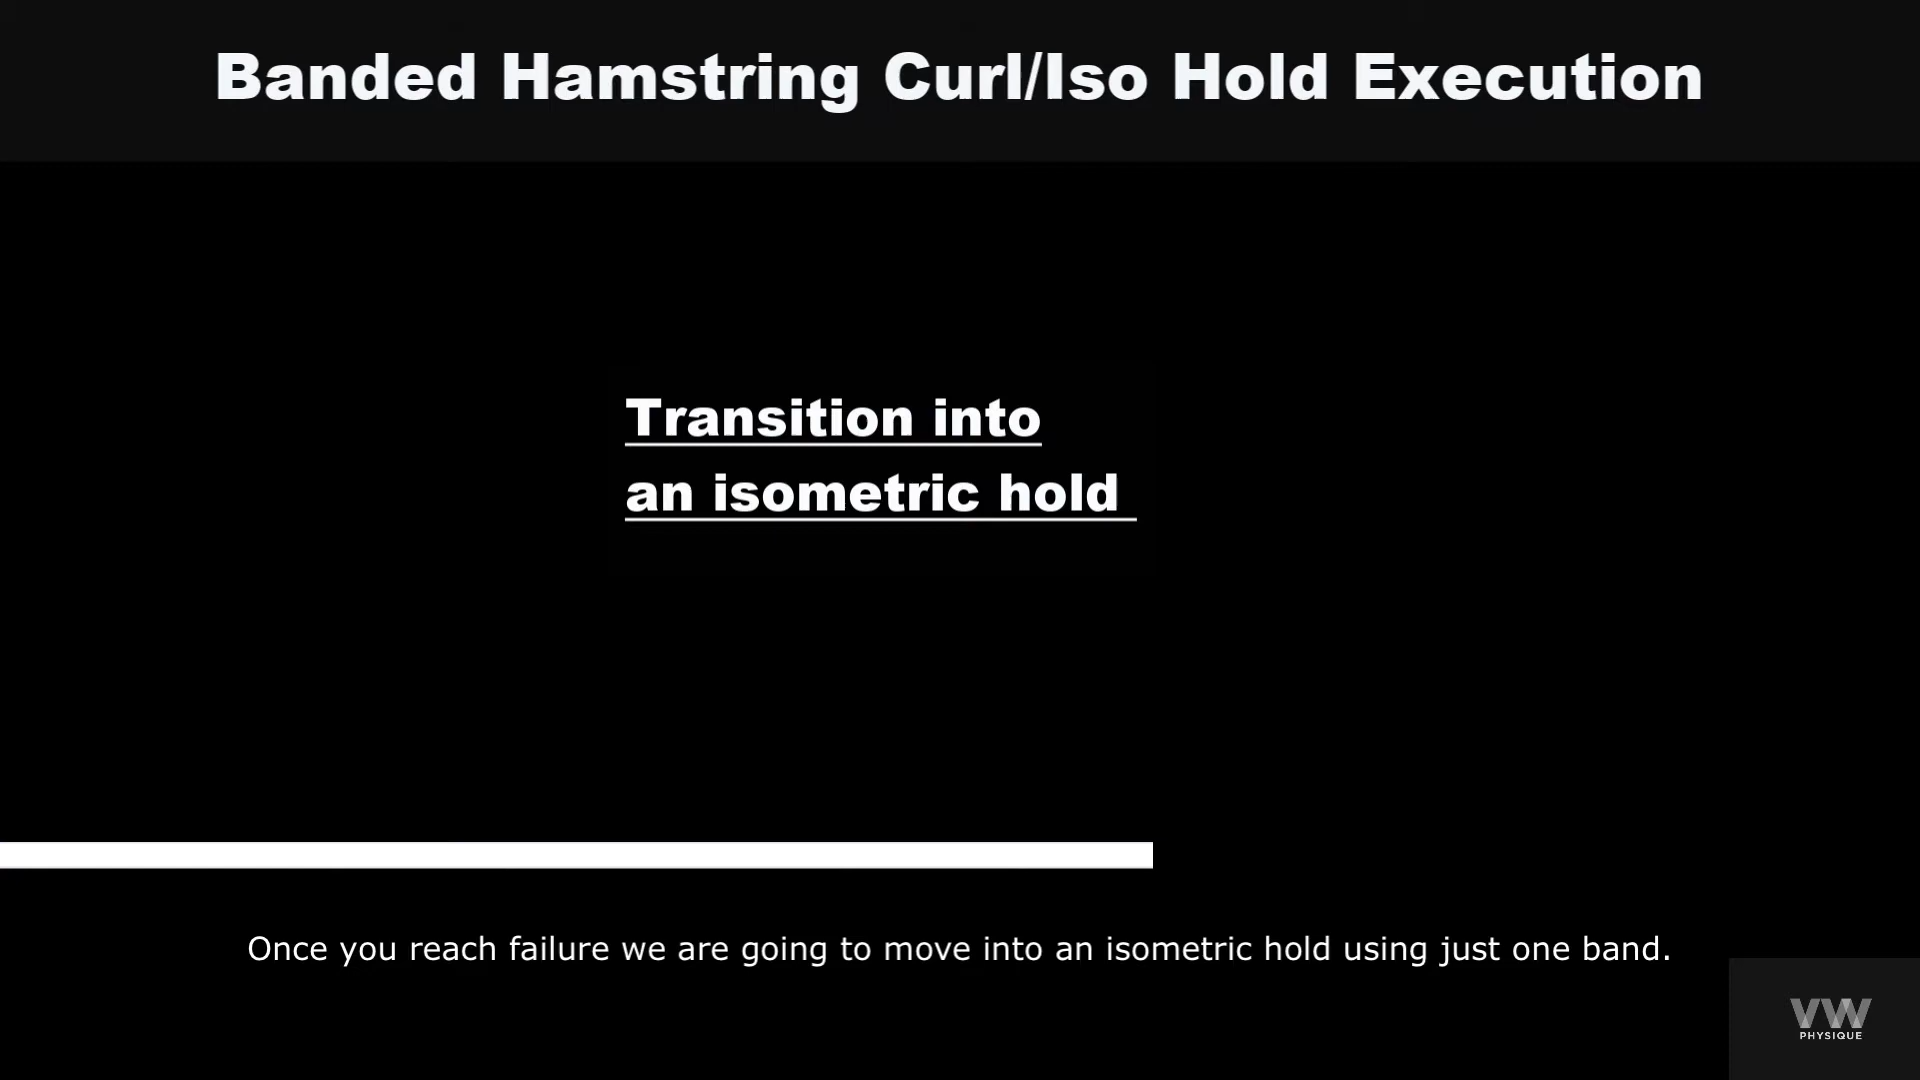 Banded Hamstring Curl/Iso Hold Execution
Transition into
an isometric hold
Once you reach failure we are going to move into an isometric hold using just one band.
VW
PHYSIQUE